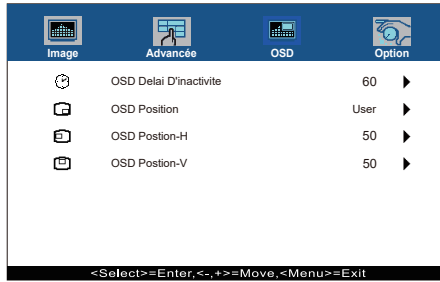 Image Advancée OSD Option
OSD Delai D'inactivite 60
OSD Position User
OSD Postion-H 50
OSD Postion-V 50
<Select>=Enter,<-,+>=Move,<Menu>=Exit